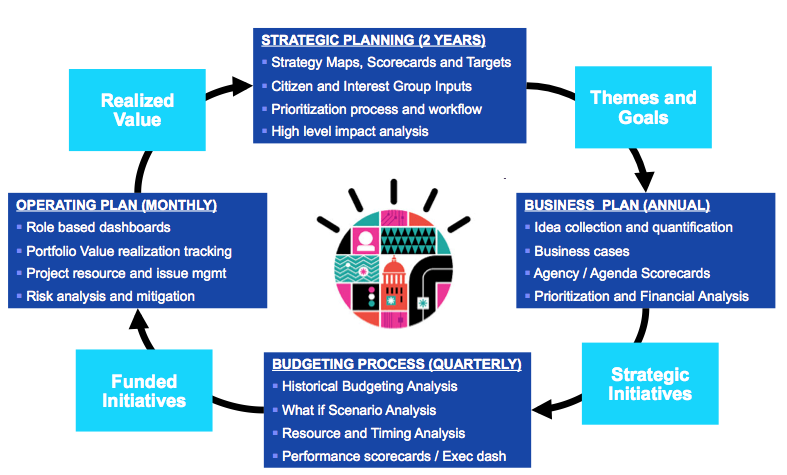 STRATEGIC PLANNING (2 YEARS)
▪ Strategy Maps, Scorecards and Targets
▪ Citizen and Interest Group Inputs
▪ Prioritization process and workflow
▪ High level impact analysis
Themes and
Goals
BUSINESS PLAN (ANNUAL)
▪ Idea collection and quantification
▪ Business cases
▪ Agency / Agenda Scorecards
▪ Prioritization and Financial Analysis
Strategic
Initiatives
BUDGETING PROCESS (QUARTERLY)
▪ Historical Budgeting Analysis
▪ What if Scenario Analysis
▪ Resource and Timing Analysis
▪ Performance scorecards / Exec dash
Funded
Initiatives
OPERATING PLAN (MONTHLY)
▪ Role based dashboards
▪ Portfolio Value realization tracking
▪ Project resource and issue mgmt
▪ Risk analysis and mitigation
Realized
Value